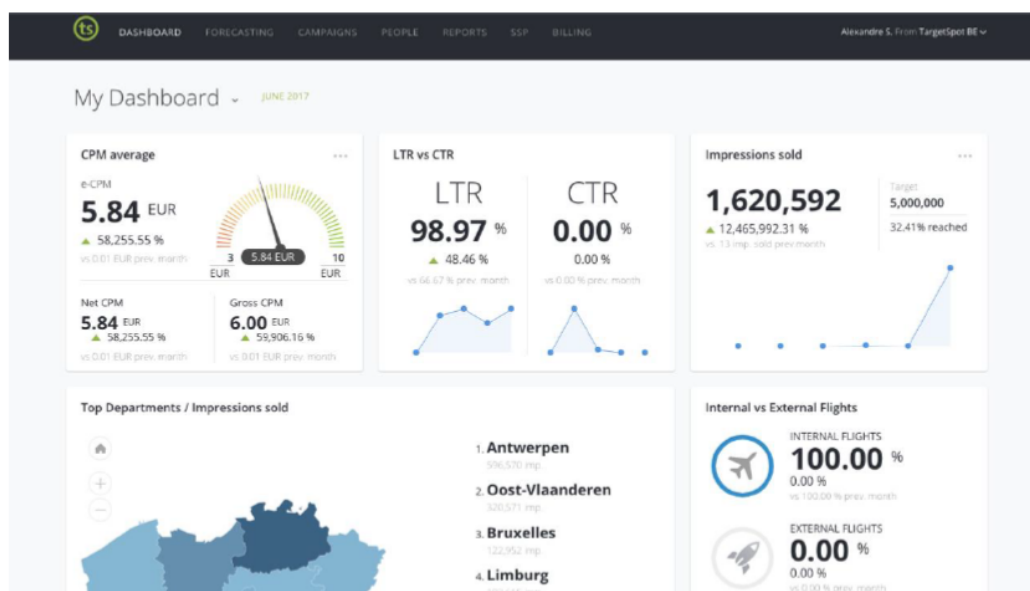 ts DASHBOARD FORECASTING CAMPAIGNS PEOPLE REPORTS SSP BILLING Alexandre S. From TargetSpot BE
My Dashboard JUNE 2017
CPM average
e-CPM
5.84 EUR
58,255.55 %
vs 0.01 EUR prev. month
3 EUR
5.84 EUR
10 EUR
Net CPM
5.84 EUR
58,255.55 %
vs 0.01 EUR prev. month
Gross CPM
6.00 EUR
59,906.16 %
vs 0.01 EUR prev. month
LTR vs CTR
LTR
98.97 %
48.46 %
vs 66.67 % prev. month
CTR
0.00 %
0.00 %
vs 0.00 % prev. month
Impressions sold
1,620,592
12,465,992.31 %
vs. 13 imp. sold prev month
Target
5,000,000
32.41% reached
Top Departments / Impressions sold
1. Antwerpen
596,570 imp.
2. Oost-Vlaanderen
320,571 imp.
3. Bruxelles
122,952 imp.
4. Limburg
Internal vs External Flights
INTERNAL FLIGHTS
100.00 %
0.00 %
vs 100.00 % prev. month
EXTERNAL FLIGHTS
0.00 %
0.00 %
vs 0.00 % prev. month